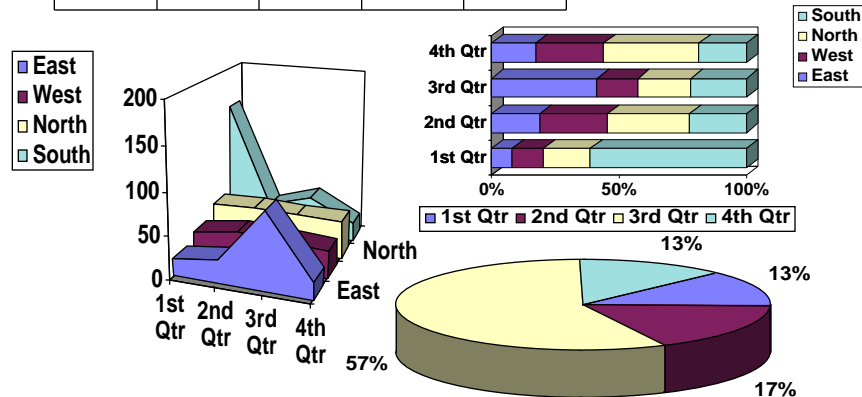 East
West
North
South
200
150
100
50
0
1st Qtr
2nd Qtr
3rd Qtr
4th Qtr
East
North
4th Qtr
3rd Qtr
2nd Qtr
1st Qtr
0% 50% 100%
South
North
West
East
1st Qtr 2nd Qtr 3rd Qtr 4th Qtr
13%
13%
57%
17%